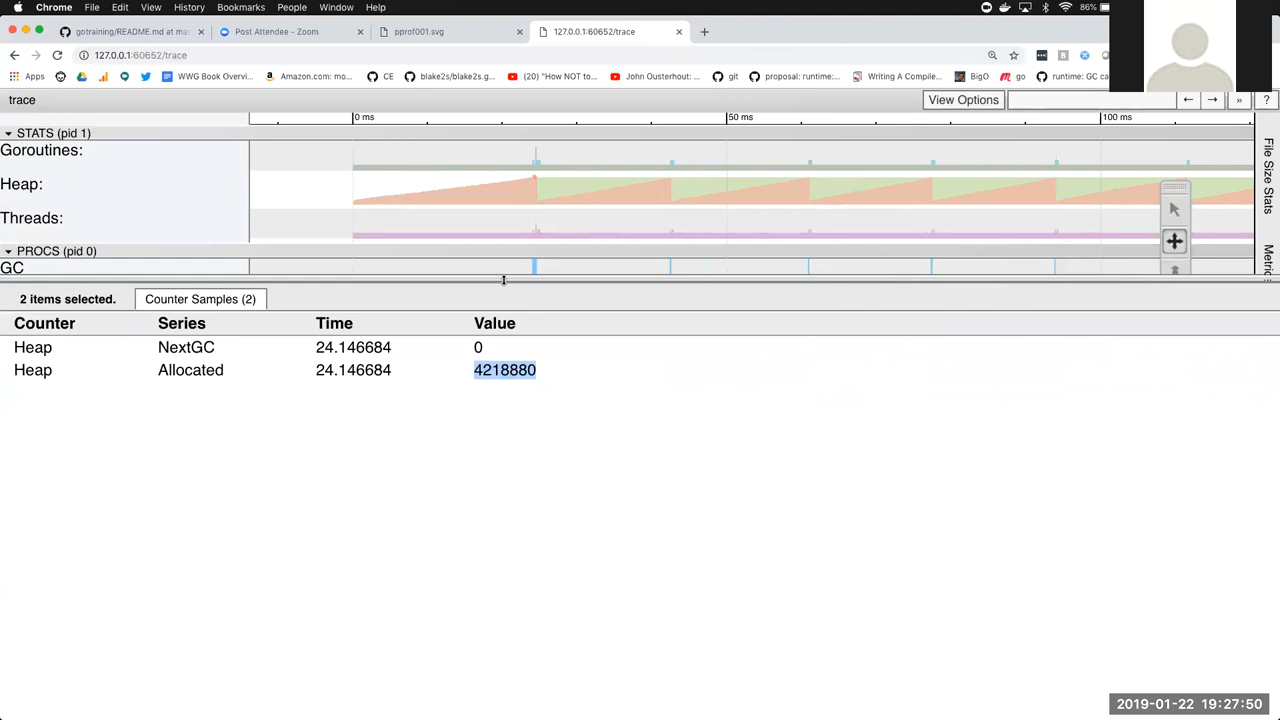 Chrome File Edit View History Bookmarks People Window Help 86%
gotraining/README.md at mas × Post Attendee - Zoom × pprof001.svg × 127.0.0.1:60652/trace × +
127.0.0.1:60652/trace
Apps WWG Book Overvi... Amazon.com: mo... CE blake2s/blake2s.g... (20) "How NOT to... John Ousterhout:... git proposal: runtime:... Writing A Compile... BigO go runtime: GC ca
trace View Options ← → » ?
0 ms 50 ms 100 ms
STATS (pid 1)
Goroutines:
Heap:
Threads:
PROCS (pid 0)
GC
File Size Stats
Metric
2 items selected. Counter Samples (2)
Counter Series Time Value
Heap NextGC 24.146684 0
Heap Allocated 24.146684 4218880
2019-01-22 19:27:50